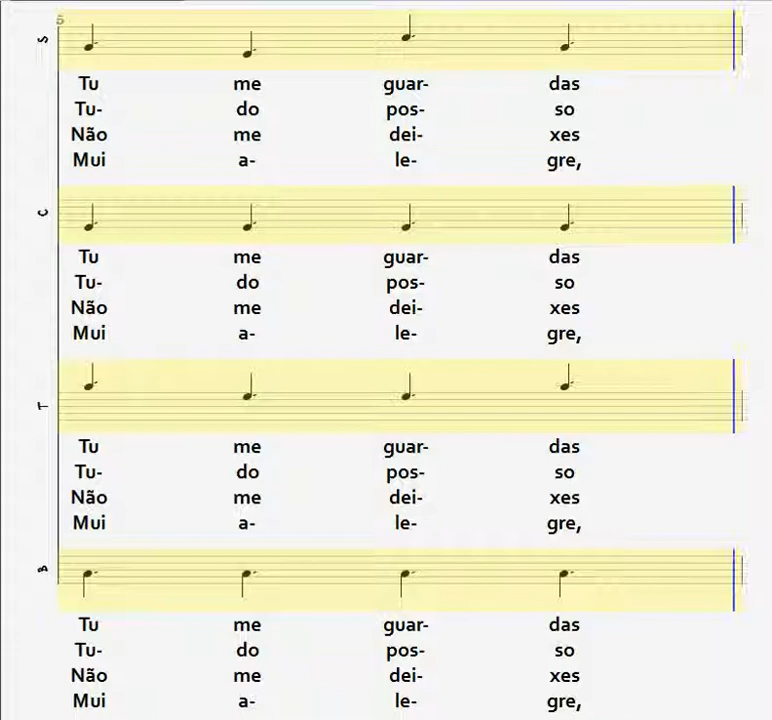 5
S
Tu me guar- das
Tu- do pos- so
Não me dei- xes
Mui a- le- gre,
C
Tu me guar- das
Tu- do pos- so
Não me dei- xes
Mui a- le- gre,
T
Tu me guar- das
Tu- do pos- so
Não me dei- xes
Mui a- le- gre,
B
Tu me guar- das
Tu- do pos- so
Não me dei- xes
Mui a- le- gre,